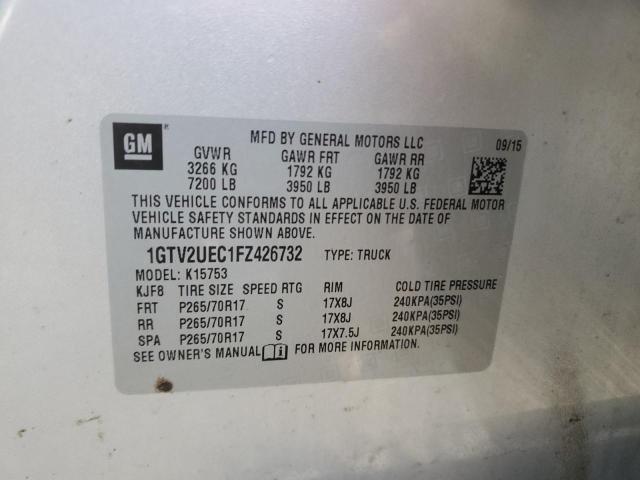 GM
MFD BY GENERAL MOTORS LLC 09/15
GVWR GAWR FRT GAWR RR
3266 KG 1792 KG 1792 KG
7200 LB 3950 LB 3950 LB
THIS VEHICLE CONFORMS TO ALL APPLICABLE U.S. FEDERAL MOTOR
VEHICLE SAFETY STANDARDS IN EFFECT ON THE DATE OF
MANUFACTURE SHOWN ABOVE.
1GTV2UEC1FZ426732 TYPE: TRUCK
MODEL: K15753
KJF8 TIRE SIZE SPEED RTG RIM COLD TIRE PRESSURE
FRT P265/70R17 S 17X8J 240KPA(35PSI)
RR P265/70R17 S 17X8J 240KPA(35PSI)
SPA P265/70R17 S 17X7.5J 240KPA(35PSI)
SEE OWNER'S MANUAL FOR MORE INFORMATION.